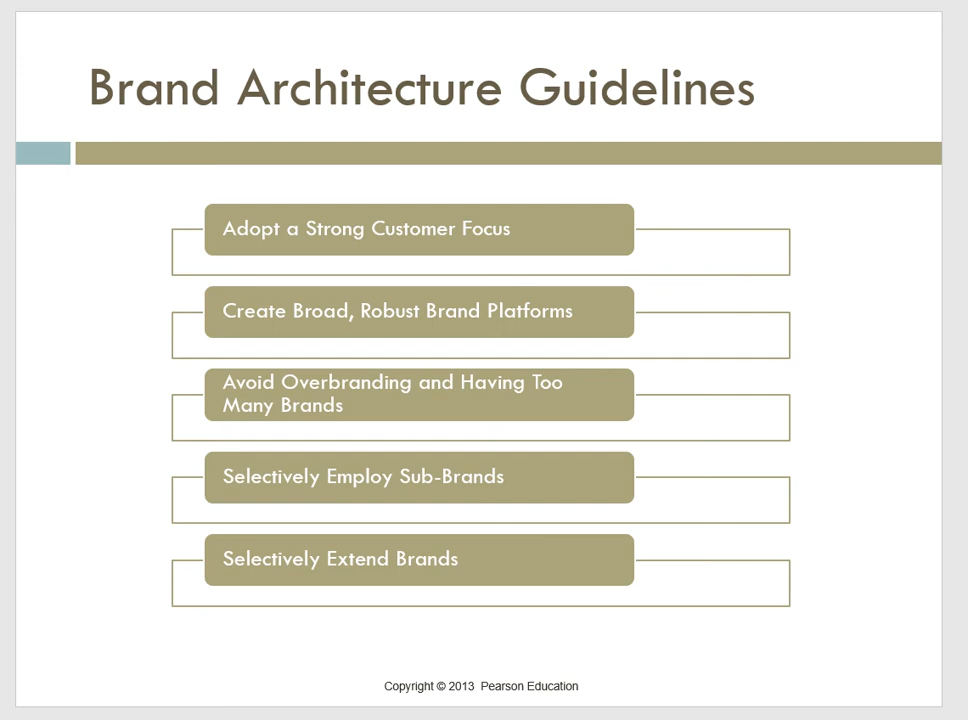 Brand Architecture Guidelines
Adopt a Strong Customer Focus
Create Broad, Robust Brand Platforms
Avoid Overbranding and Having Too
Many Brands
Selectively Employ Sub-Brands
Selectively Extend Brands
Copyright © 2013 Pearson Education